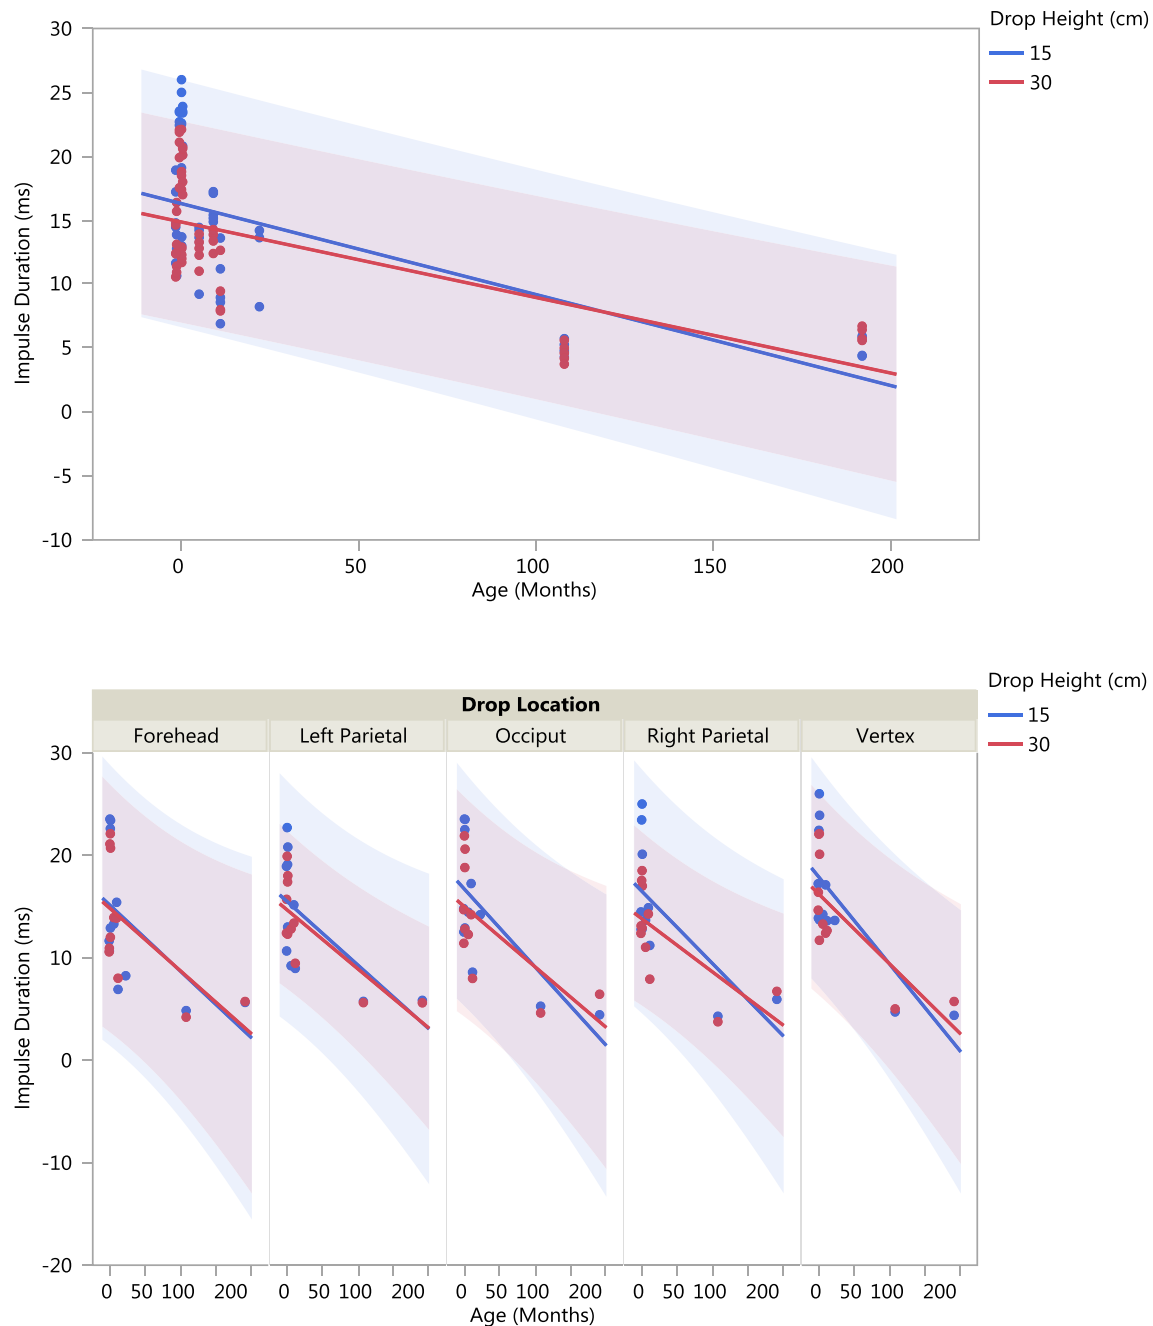 Drop Height (cm)
15
30
30
25
20
15
10
5
0
-5
-10
Impulse Duration (ms)
0 50 100 150 200
Age (Months)
Drop Height (cm)
15
30
Drop Location
Forehead Left Parietal Occiput Right Parietal Vertex
30
20
10
0
-10
-20
Impulse Duration (ms)
0 50 100 200 0 50 100 200 0 50 100 200 0 50 100 200 0 50 100 200
Age (Months)